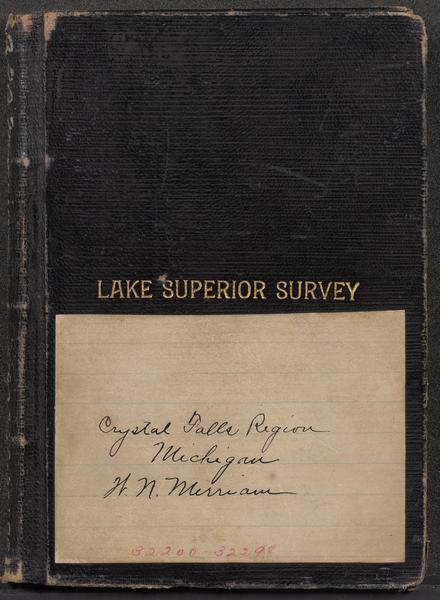 LAKE SUPERIOR SURVEY
Crystal Falls Region
Michigan
W. N. Merriam
32200 32298